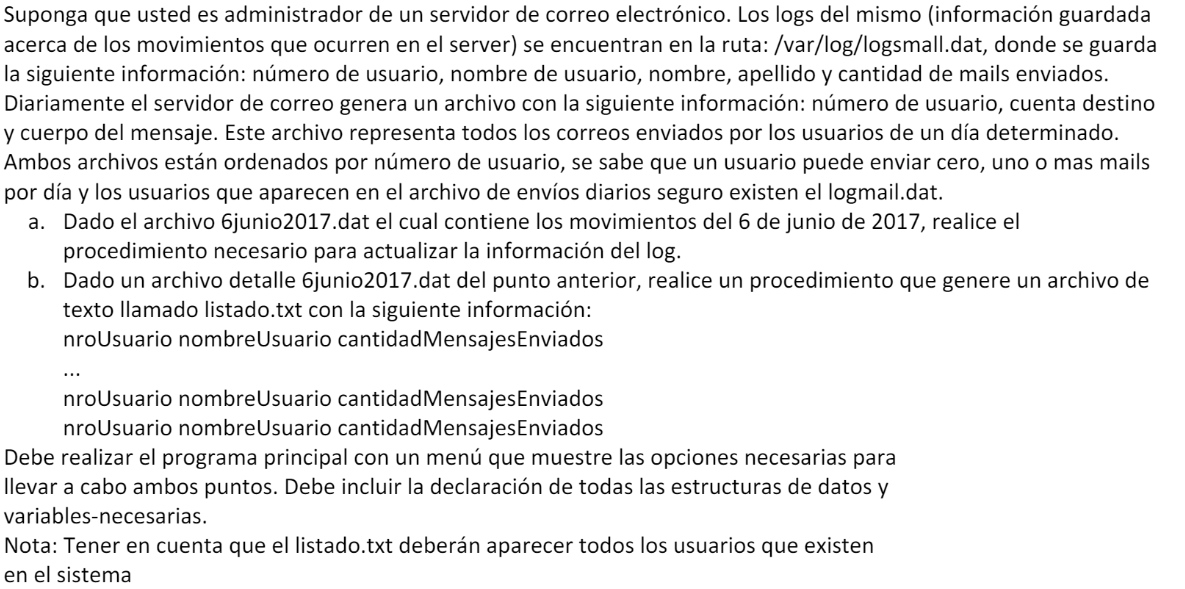 Suponga que usted es administrador de un servidor de correo electrónico. Los logs del mismo (información guardada
acerca de los movimientos que ocurren en el server) se encuentran en la ruta: /var/log/logsmall.dat, donde se guarda
la siguiente información: número de usuario, nombre de usuario, nombre, apellido y cantidad de mails enviados.
Diariamente el servidor de correo genera un archivo con la siguiente información: número de usuario, cuenta destino
y cuerpo del mensaje. Este archivo representa todos los correos enviados por los usuarios de un día determinado.
Ambos archivos están ordenados por número de usuario, se sabe que un usuario puede enviar cero, uno o mas mails
por día y los usuarios que aparecen en el archivo de envíos diarios seguro existen el logmail.dat.
a. Dado el archivo 6junio2017.dat el cual contiene los movimientos del 6 de junio de 2017, realice el
procedimiento necesario para actualizar la información del log.
b. Dado un archivo detalle 6junio2017.dat del punto anterior, realice un procedimiento que genere un archivo de
texto llamado listado.txt con la siguiente información:
nroUsuario nombreUsuario cantidadMensajesEnviados
...
nroUsuario nombreUsuario cantidadMensajesEnviados
nroUsuario nombreUsuario cantidadMensajesEnviados
Debe realizar el programa principal con un menú que muestre las opciones necesarias para
llevar a cabo ambos puntos. Debe incluir la declaración de todas las estructuras de datos y
variables-necesarias.
Nota: Tener en cuenta que el listado.txt deberán aparecer todos los usuarios que existen
en el sistema